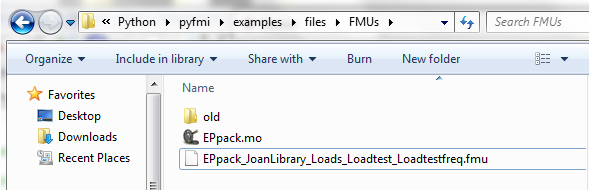 « Python ▸ pyfmi ▸ examples ▸ files ▸ FMUs ▸
Search FMUs
Organize Include in library Share with Burn New folder
Favorites
Desktop
Downloads
Recent Places
Name
old
EPpack.mo
EPpack_JoanLibrary_Loads_Loadtest_Loadtestfreq.fmu